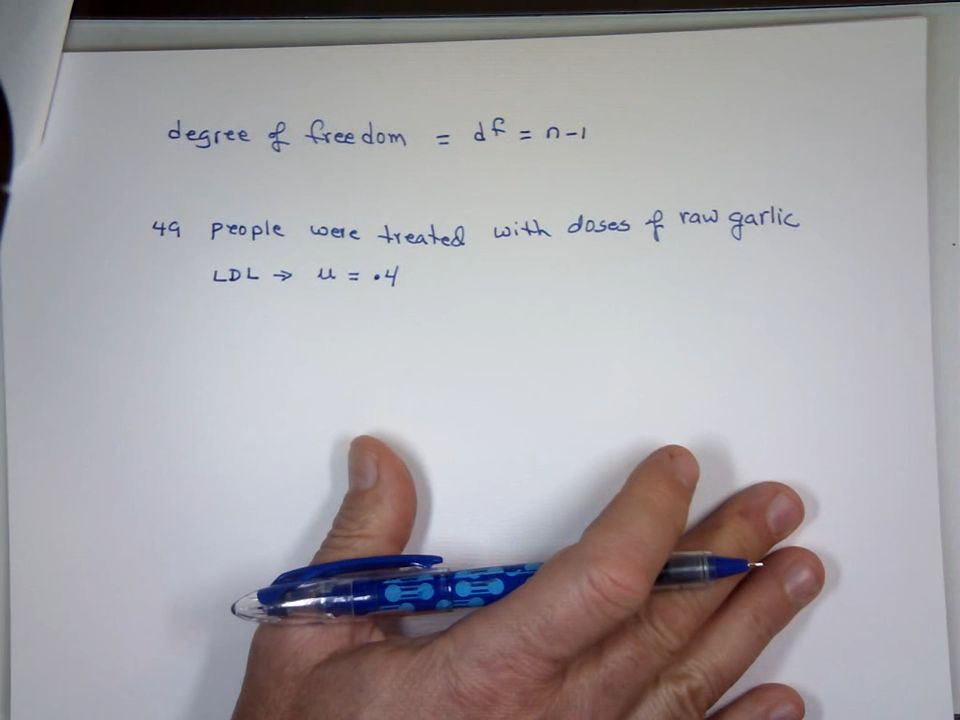 degree of freedom = df = n-1
49 people were treated with doses of raw garlic
LDL → u = .4